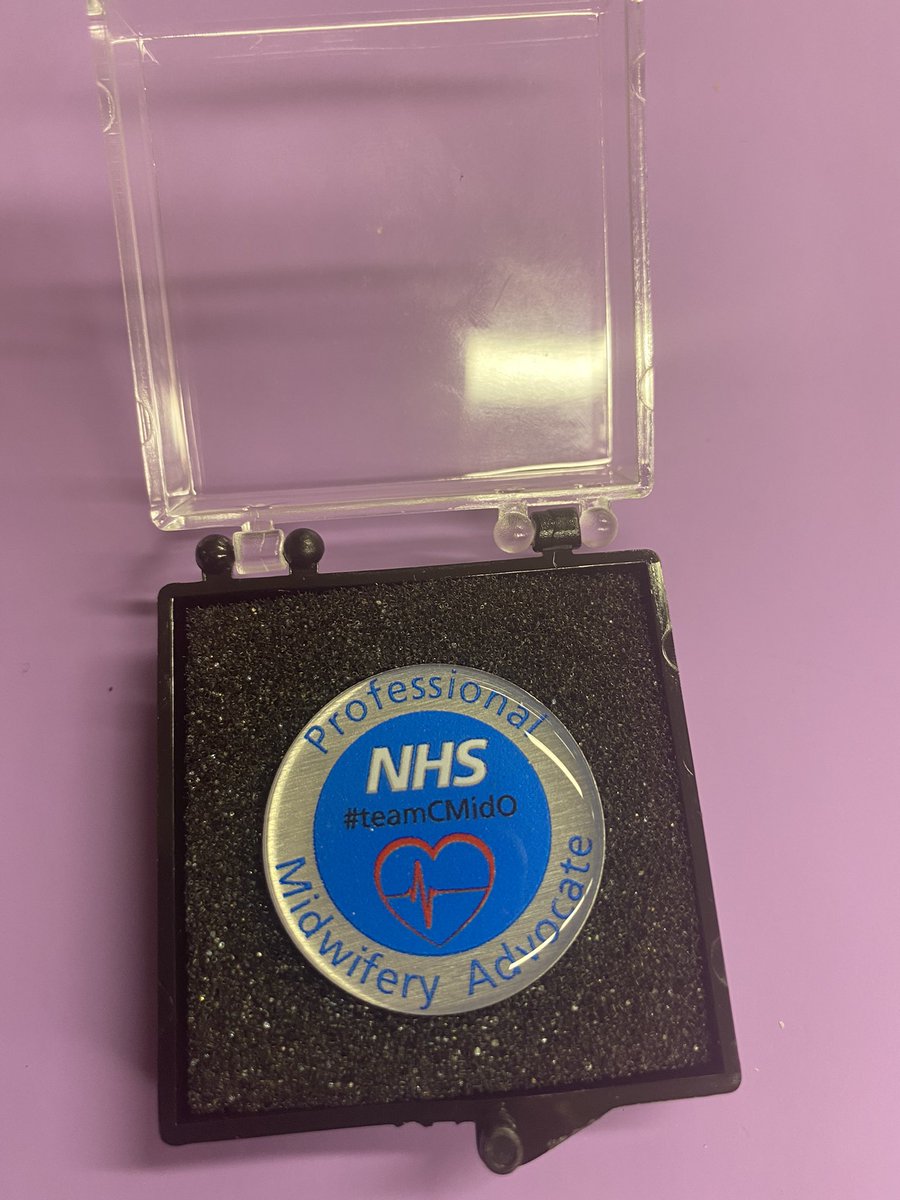 Professional
NHS
#teamCMidO
Midwifery Advocate